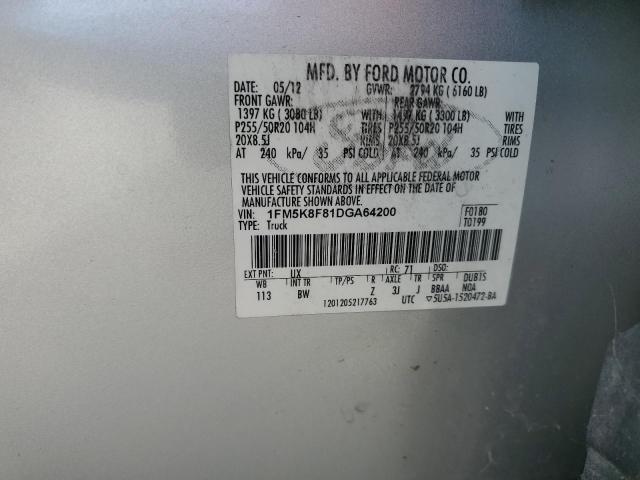 MFD. BY FORD MOTOR CO.
DATE: 05/12 GVWR: 2794 KG ( 6160 LB)
FRONT GAWR: REAR GAWR:
1397 KG ( 3080 LB) WITH 1497 KG ( 3300 LB) WITH
P255/50R20 104H TIRES P255/50R20 104H TIRES
20X8.5J RIMS 20X8.5J RIMS
AT 240 kPa/ 35 PSI COLD AT 240 kPa/ 35 PSI COLD
THIS VEHICLE CONFORMS TO ALL APPLICABLE FEDERAL MOTOR
VEHICLE SAFETY STANDARDS IN EFFECT ON THE DATE OF
MANUFACTURE SHOWN ABOVE.
VIN: 1FM5K8F81DGA64200 F0180
TYPE: Truck T0199
EXT PNT: UX RC: 71 DSO:
WB INT TR TP/PS R AXLE TR SPR DUBTS
113 BW Z 3J J BBAA NQA
1201205217763 UTC ▽5U5A-1520472-BA